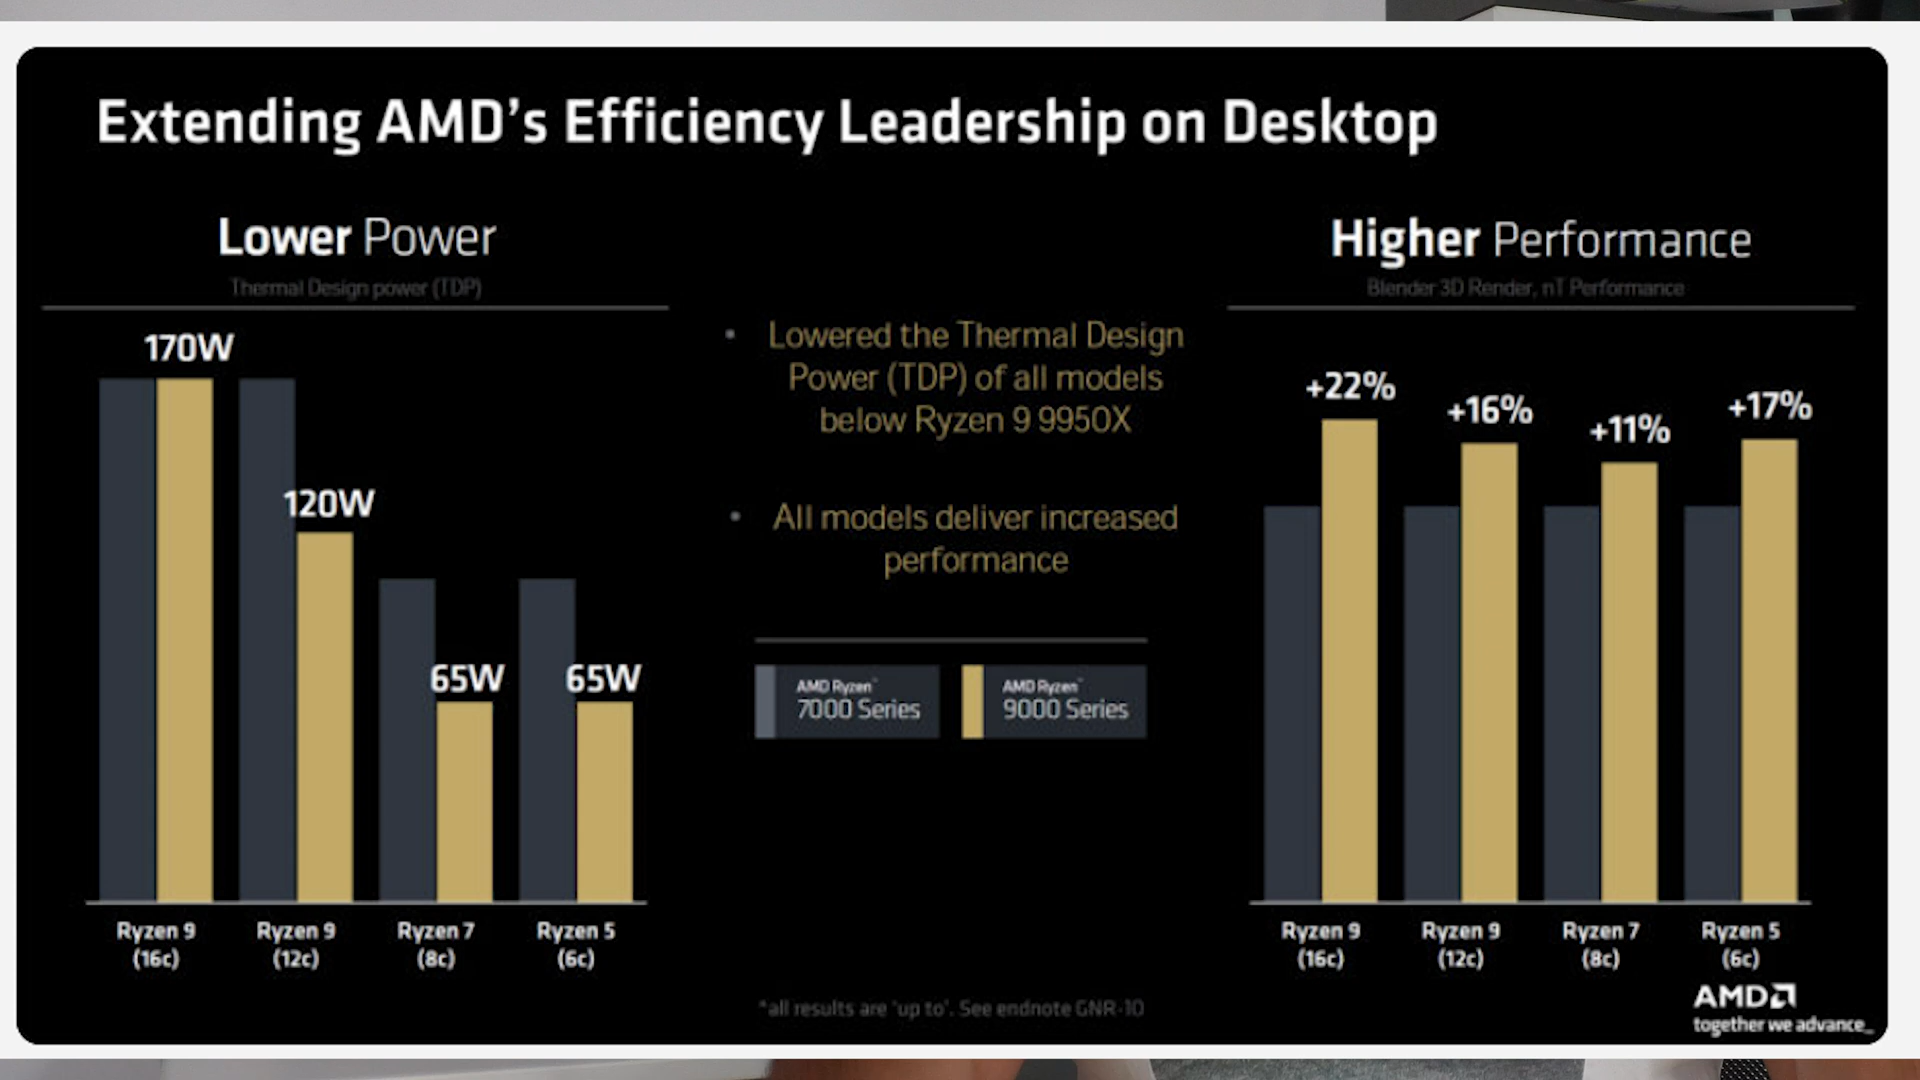 Extending AMD's Efficiency Leadership on Desktop
Lower Power
Thermal Design power (TDP)
170W
120W
65W
65W
Ryzen 9
(16c)
Ryzen 9
(12c)
Ryzen 7
(8c)
Ryzen 5
(6c)
• Lowered the Thermal Design
Power (TDP) of all models
below Ryzen 9 9950X
• All models deliver increased
performance
AMD Ryzen™
7000 Series
AMD Ryzen™
9000 Series
Higher Performance
Blender 3D Render, nT Performance
+22%
+16%
+11%
+17%
Ryzen 9
(16c)
Ryzen 9
(12c)
Ryzen 7
(8c)
Ryzen 5
(6c)
*all results are 'up to'. See endnote GNR-10
AMD
together we advance_